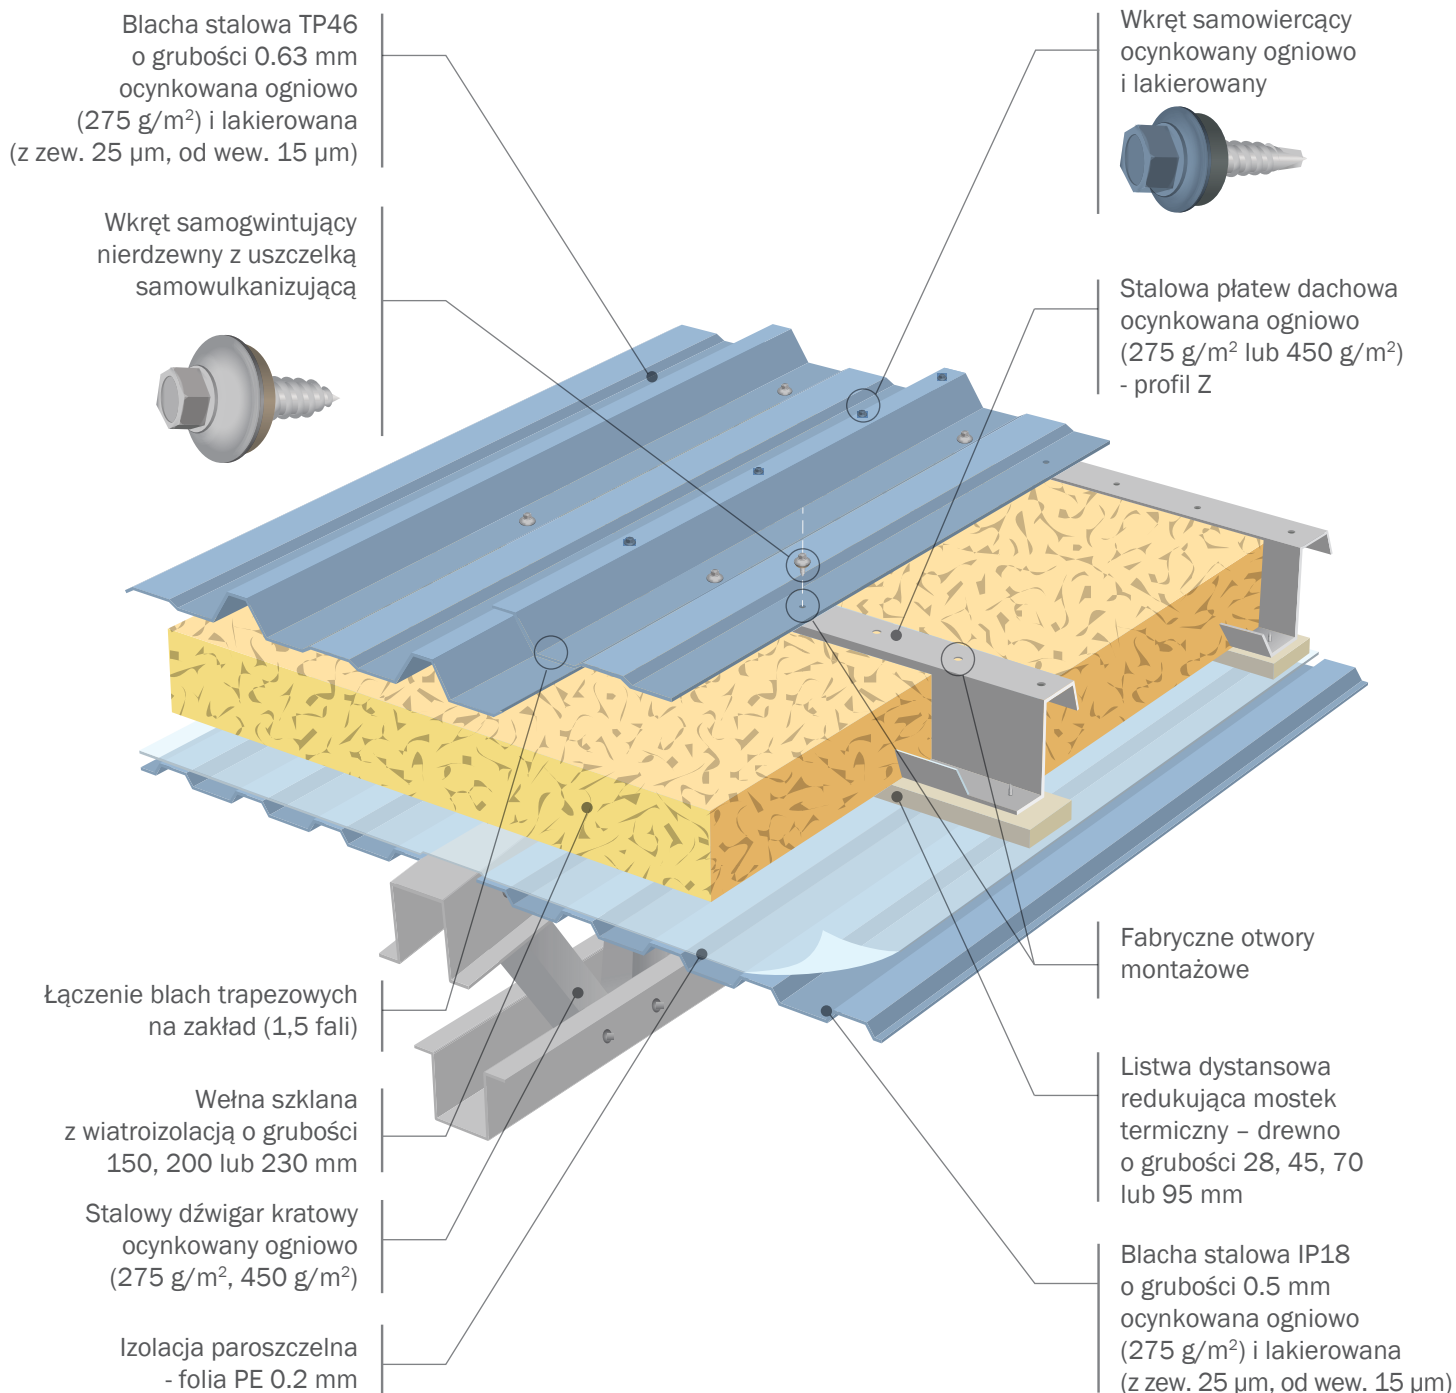 Blacha stalowa TP46
o grubości 0.63 mm
ocynkowana ogniowo
(275 g/m²) i lakierowana
(z zew. 25 µm, od wew. 15 µm)
Wkręt samogwintujący
nierdzewny z uszczelką
samowulkanizującą
Łączenie blach trapezowych
na zakład (1,5 fali)
Wełna szklana
z wiatroizolacją o grubości
150, 200 lub 230 mm
Stalowy dźwigar kratowy
ocynkowany ogniowo
(275 g/m², 450 g/m²)
Izolacja paroszczelna
- folia PE 0.2 mm
Wkręt samowiercący
ocynkowany ogniowo
i lakierowany
Stalowa płatew dachowa
ocynkowana ogniowo
(275 g/m² lub 450 g/m²)
- profil Z
Fabryczne otwory
montażowe
Listwa dystansowa
redukująca mostek
termiczny – drewno
o grubości 28, 45, 70
lub 95 mm
Blacha stalowa IP18
o grubości 0.5 mm
ocynkowana ogniowo
(275 g/m²) i lakierowana
(z zew. 25 µm, od wew. 15 µm)